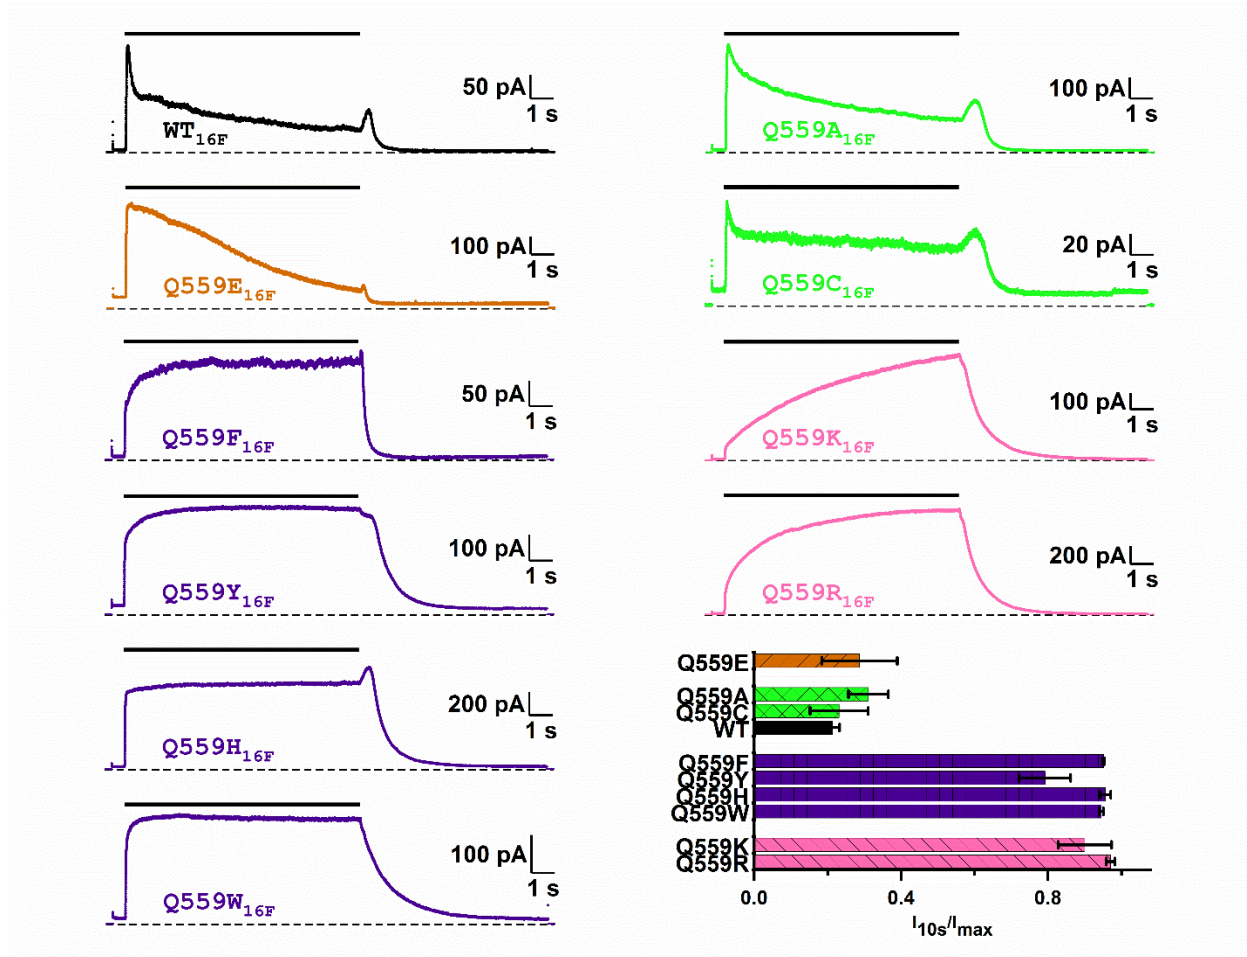 50 pA
1 s
WT16F
100 pA
1 s
Q559A16F
100 pA
1 s
Q559E16F
20 pA
1 s
Q559C16F
50 pA
1 s
Q559F16F
100 pA
1 s
Q559K16F
100 pA
1 s
Q559Y16F
200 pA
1 s
Q559R16F
200 pA
1 s
Q559H16F
100 pA
1 s
Q559W16F
Q559E
Q559A
Q559C
WT
Q559F
Q559Y
Q559H
Q559W
Q559K
Q559R
0.0 0.4 0.8
I10s/Imax